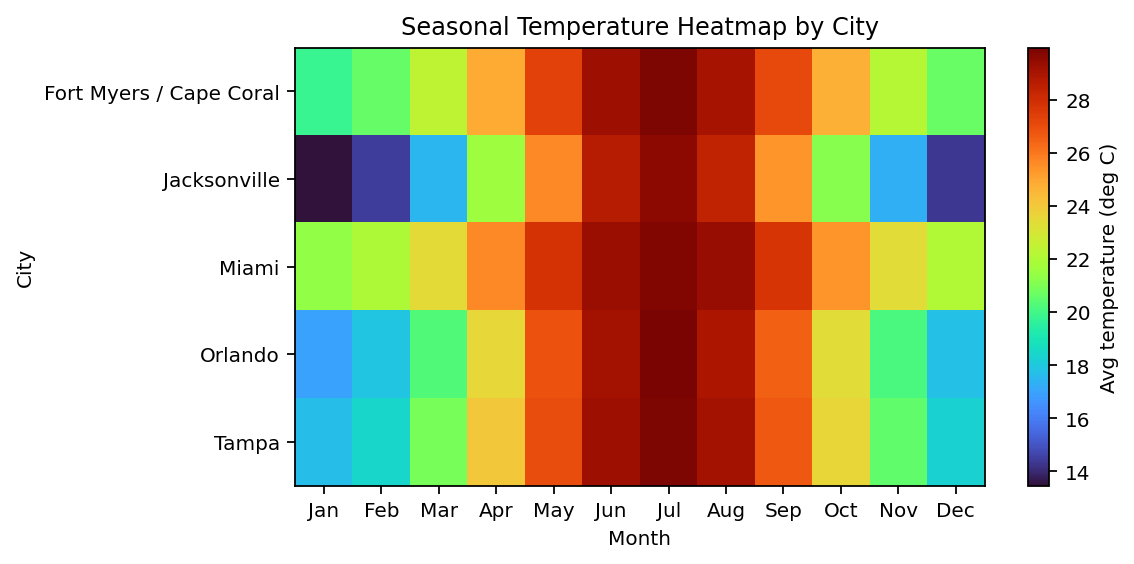 Seasonal Temperature Heatmap by City
Fort Myers / Cape Coral
Jacksonville
Miami
Orlando
Tampa
City
Jan Feb Mar Apr May Jun Jul Aug Sep Oct Nov Dec
Month
28
26
24
22
20
18
16
14
Avg temperature (deg C)